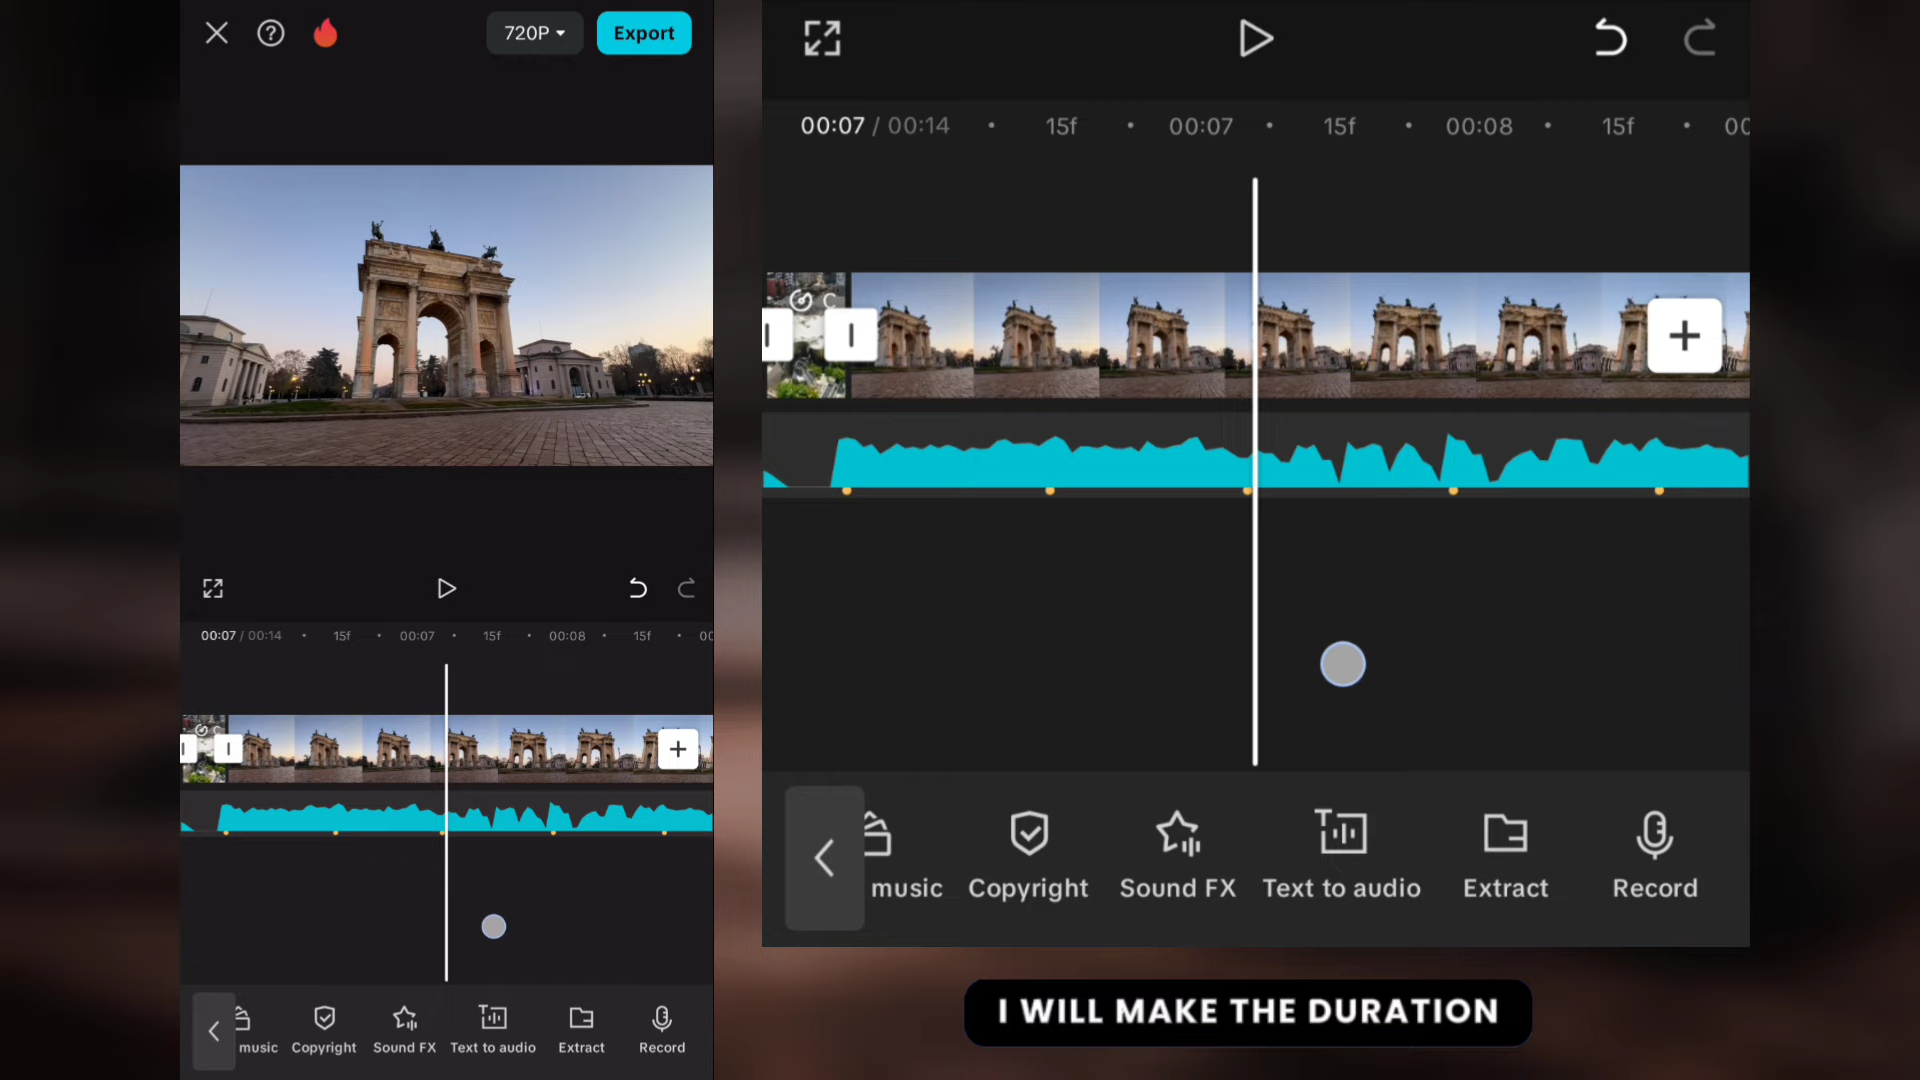 720P
Export
00:07 / 00:14 15f 00:07 15f 00:08 15f 00
music Copyright Sound FX Text to audio Extract Record
00:07 / 00:14 15f 00:07 15f 00:08 15f 00
music Copyright Sound FX Text to audio Extract Record
I WILL MAKE THE DURATION